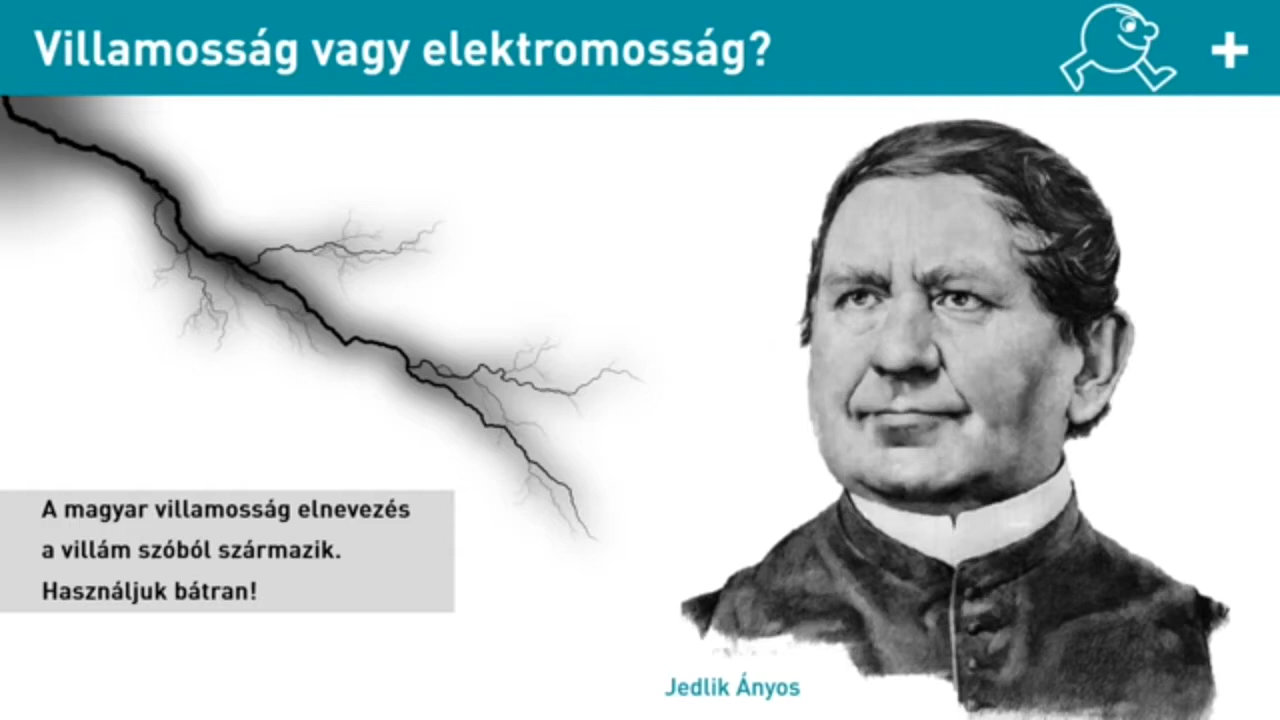 Villamosság vagy elektromosság?
A magyar villamosság elnevezés
a villám szóból származik.
Használjuk bátran!
Jedlik Ányos